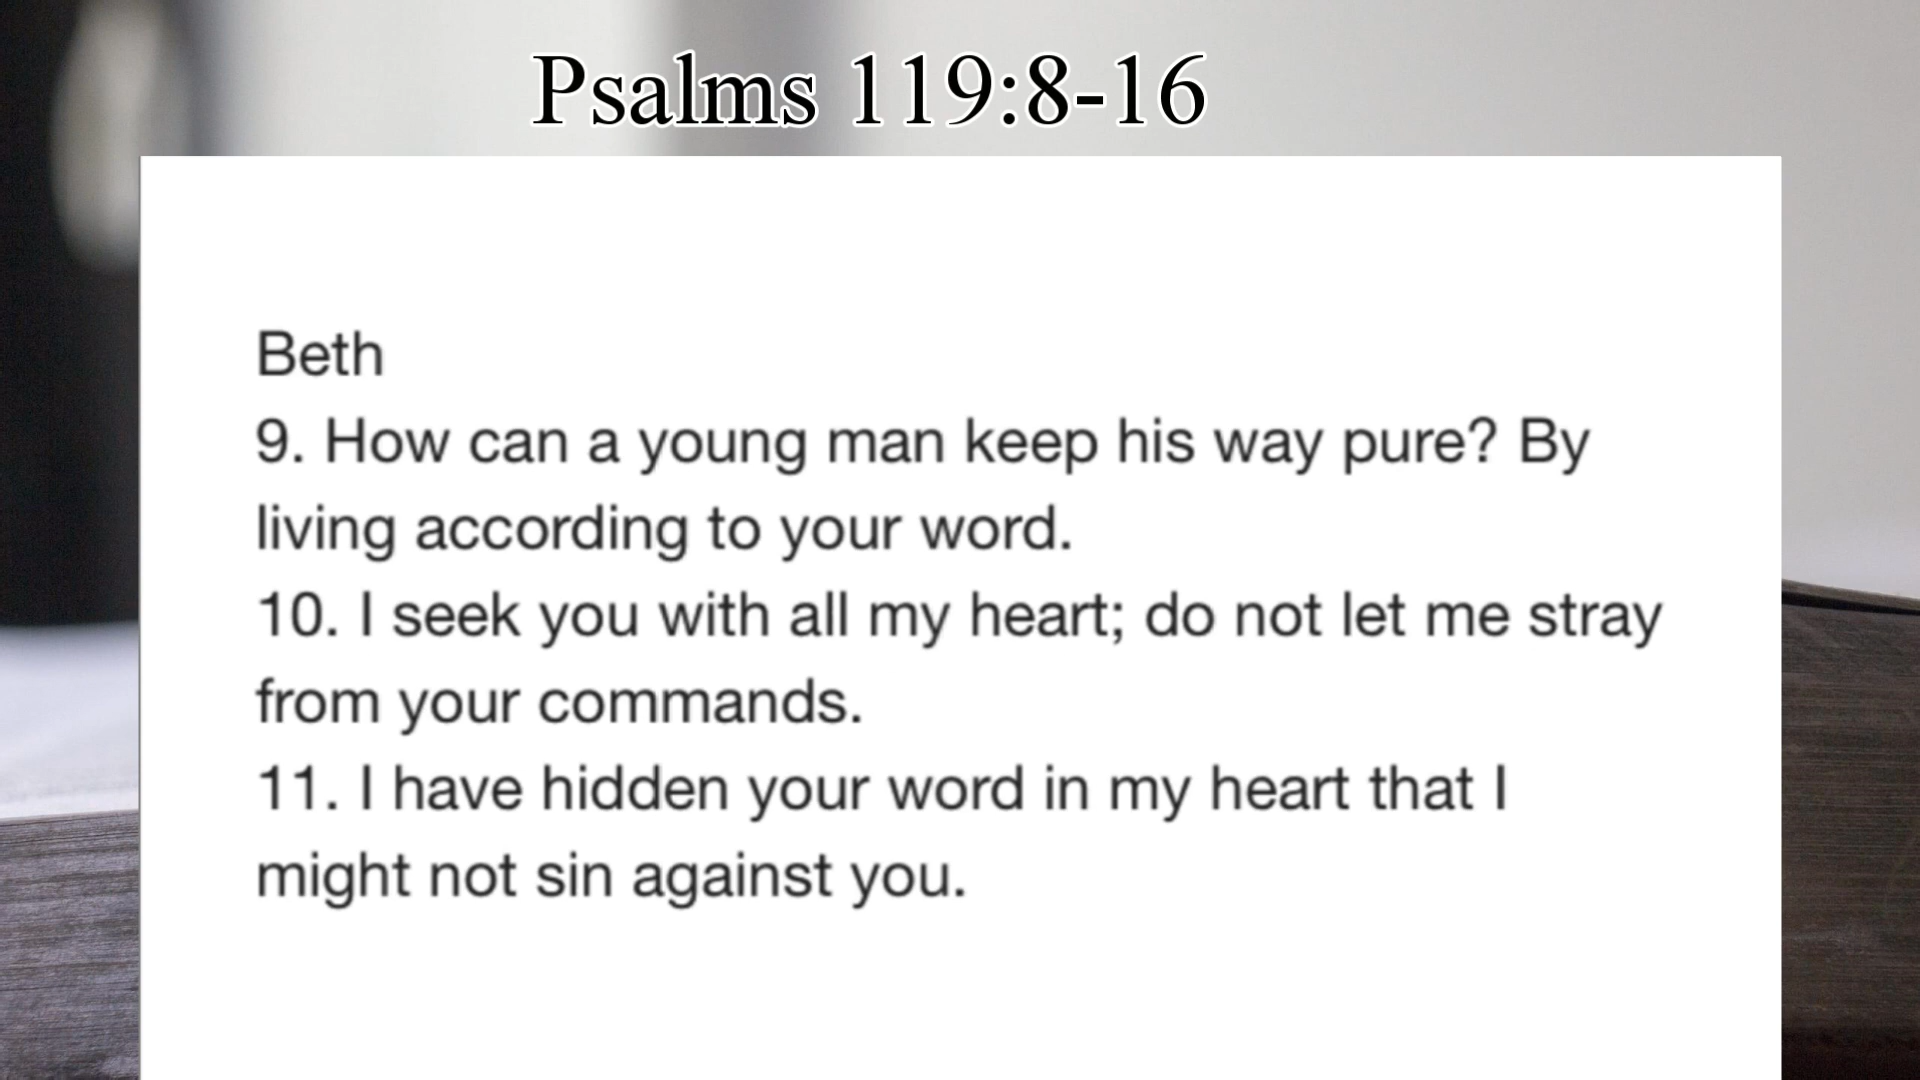 Psalms 119:8-16
Beth
9. How can a young man keep his way pure? By
living according to your word.
10. I seek you with all my heart; do not let me stray
from your commands.
11. I have hidden your word in my heart that I
might not sin against you.